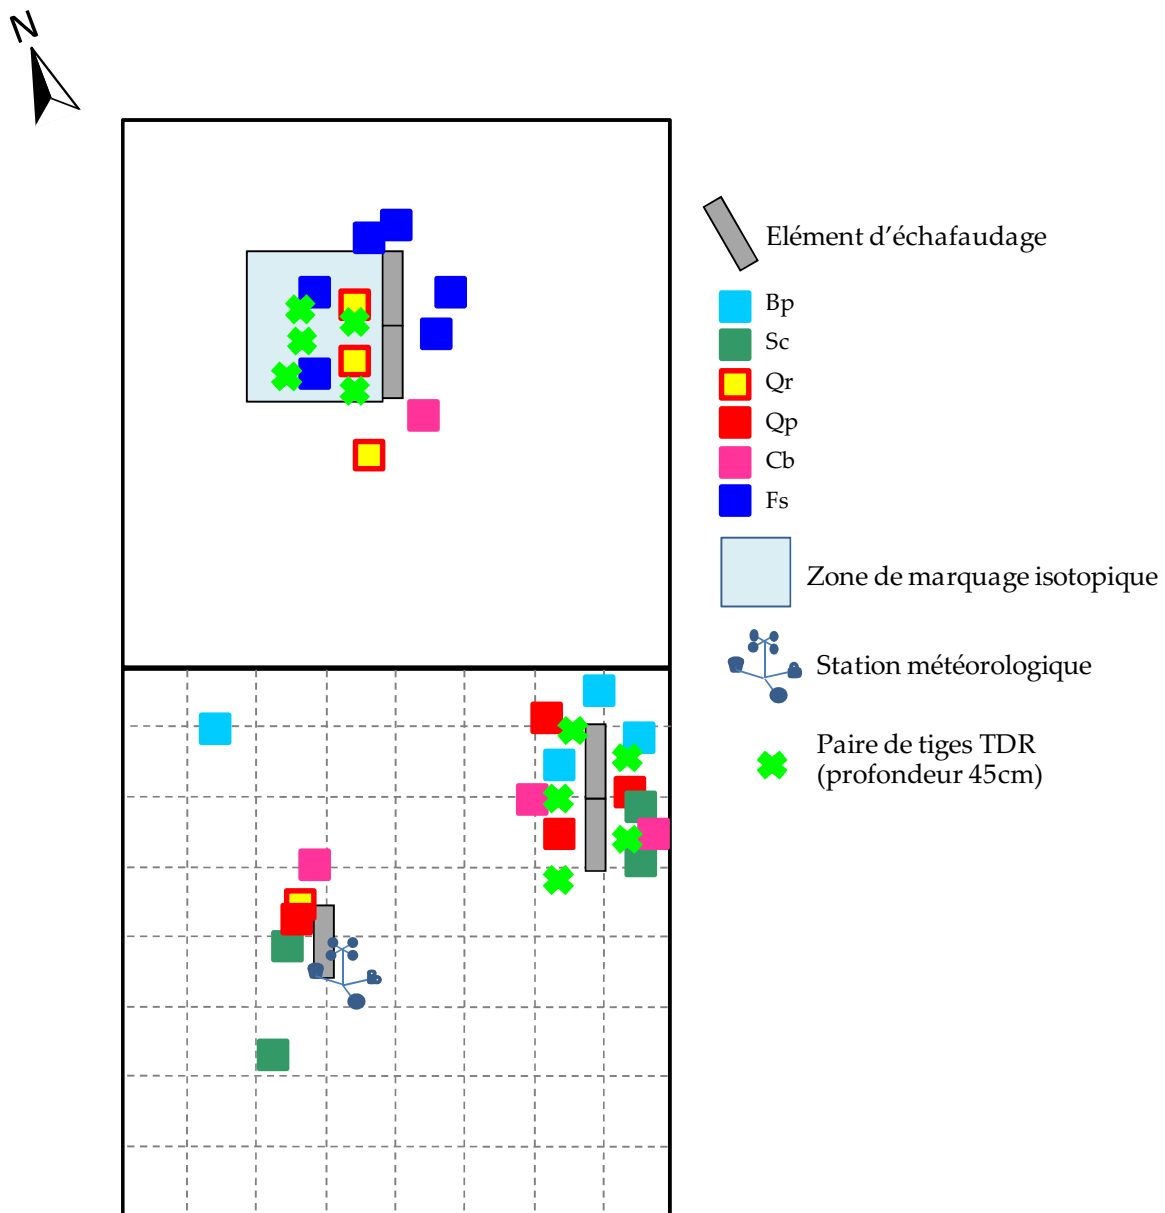 N
Elément d'échafaudage
Bp
Sc
Qr
Qp
Cb
Fs
Zone de marquage isotopique
Station météorologique
Paire de tiges TDR
(profondeur 45cm)